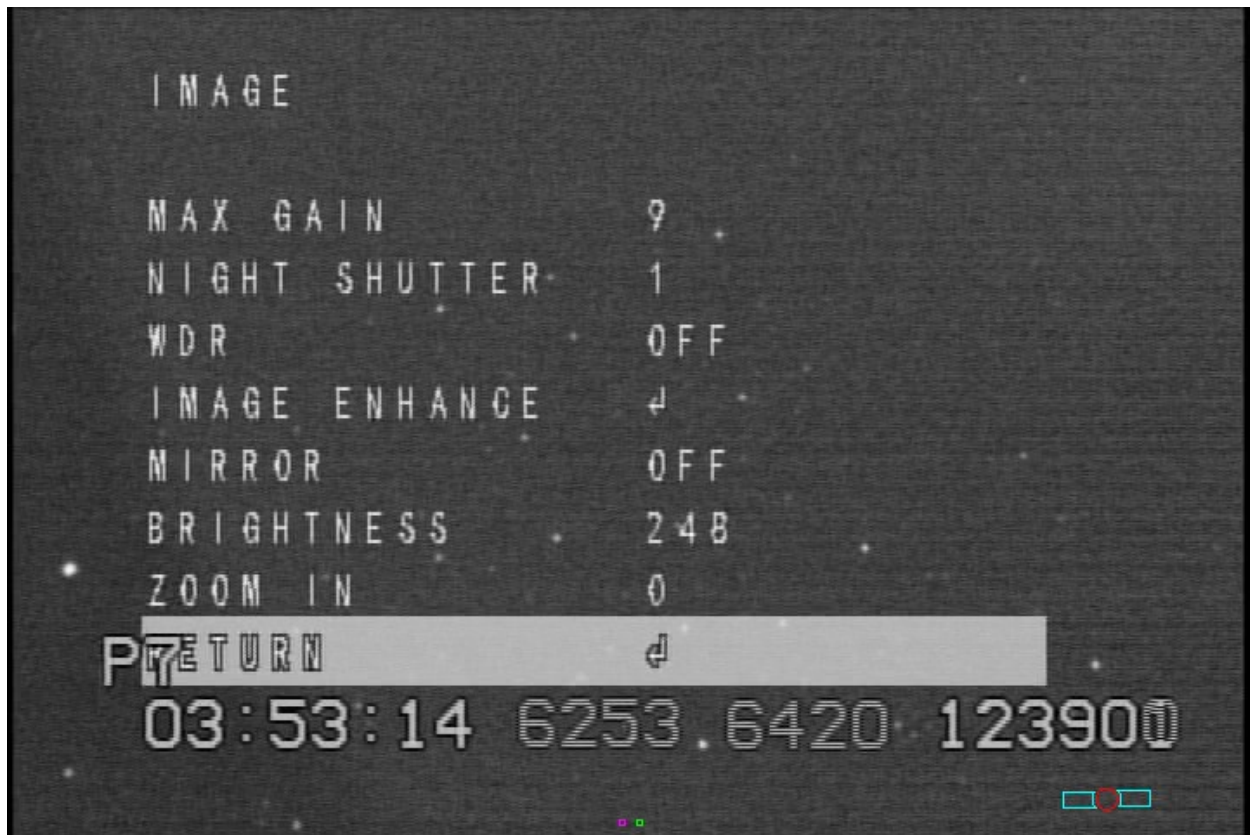 IMAGE
MAX GAIN 9
NIGHT SHUTTER 1
WDR OFF
IMAGE ENHANCE ↲
MIRROR OFF
BRIGHTNESS 248
ZOOM IN 0
RETURN ↲
P7
03:53:14 6253 6420